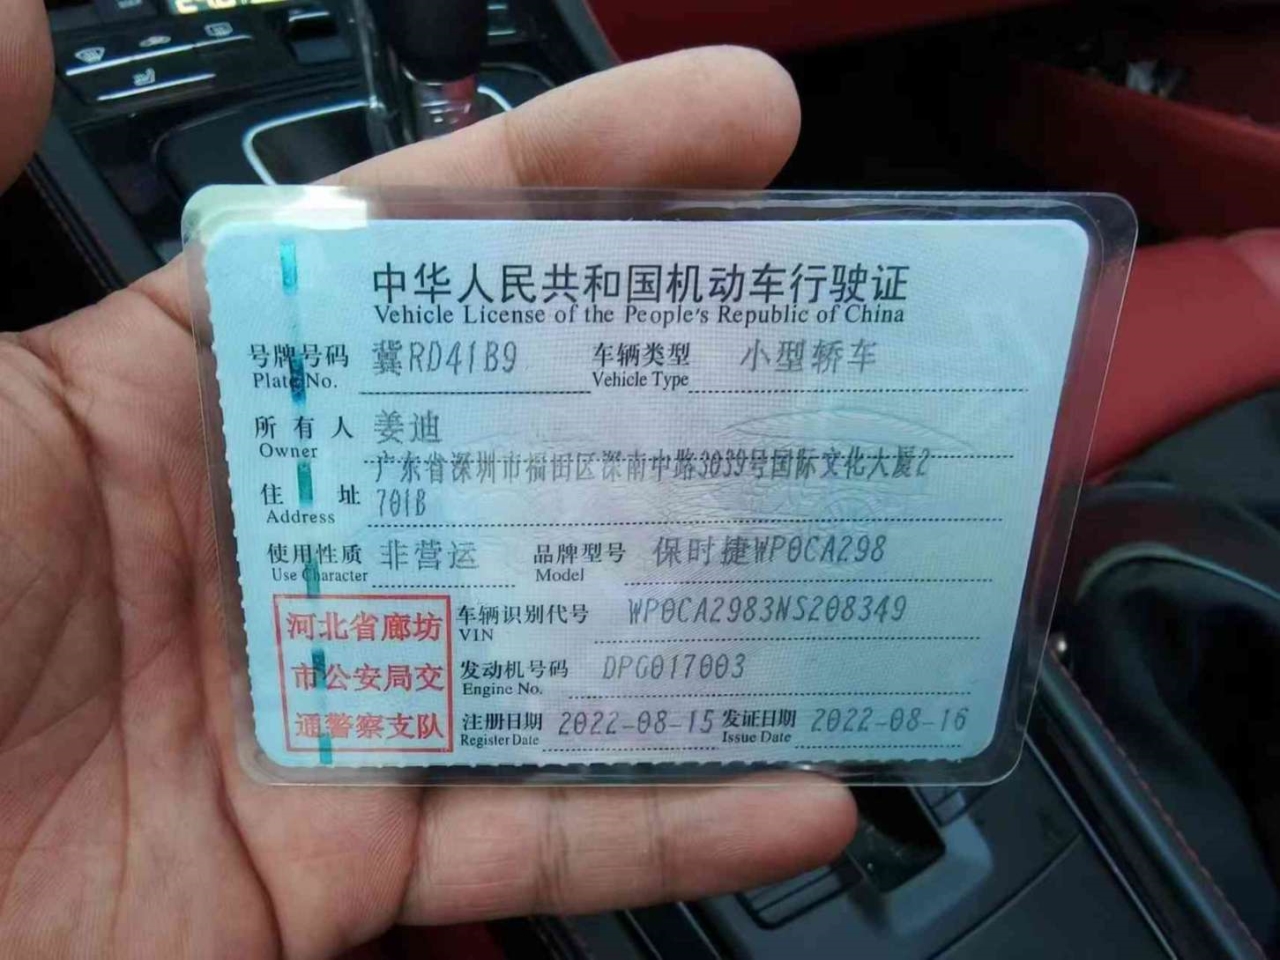 中华人民共和国机动车行驶证
Vehicle License of the People's Republic of China
号牌号码 冀RD41B9 车辆类型 小型轿车
Plate No. Vehicle Type
所有人 姜迪
Owner
广东省深圳市福田区深南中路3039号国际文化大厦2
住址 701B
Address
使用性质 非营运 品牌型号 保时捷WP0CA298
Use Character Model
河北省廊坊
市公安局交
通警察支队
车辆识别代号 WP0CA2983NS208349
VIN
发动机号码 DPG017003
Engine No.
注册日期 2022-08-15 发证日期 2022-08-16
Register Date Issue Date